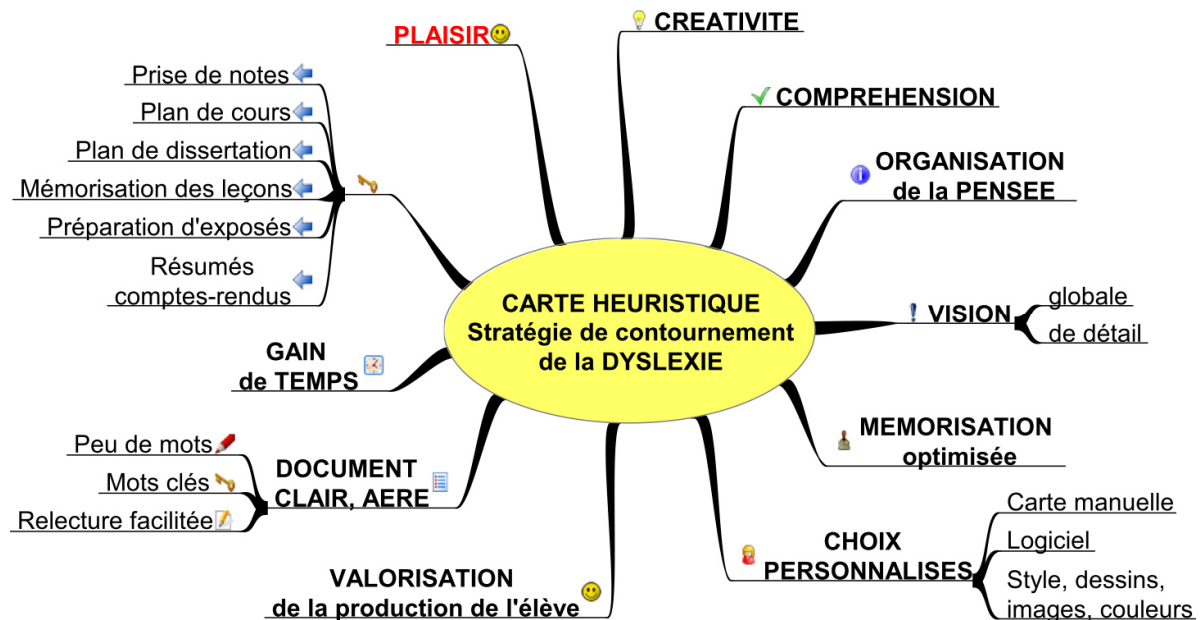 CARTE HEURISTIQUE
Stratégie de contournement
de la DYSLEXIE
CREATIVITE
COMPREHENSION
ORGANISATION
de la PENSEE
VISION
globale
de détail
MEMORISATION
optimisée
CHOIX
PERSONNALISES
Carte manuelle
Logiciel
Style, dessins,
images, couleurs
VALORISATION
de la production de l'élève
DOCUMENT
CLAIR, AERE
Peu de mots
Mots clés
Relecture facilitée
GAIN
de TEMPS
Prise de notes
Plan de cours
Plan de dissertation
Mémorisation des leçons
Préparation d'exposés
Résumés
comptes-rendus
PLAISIR